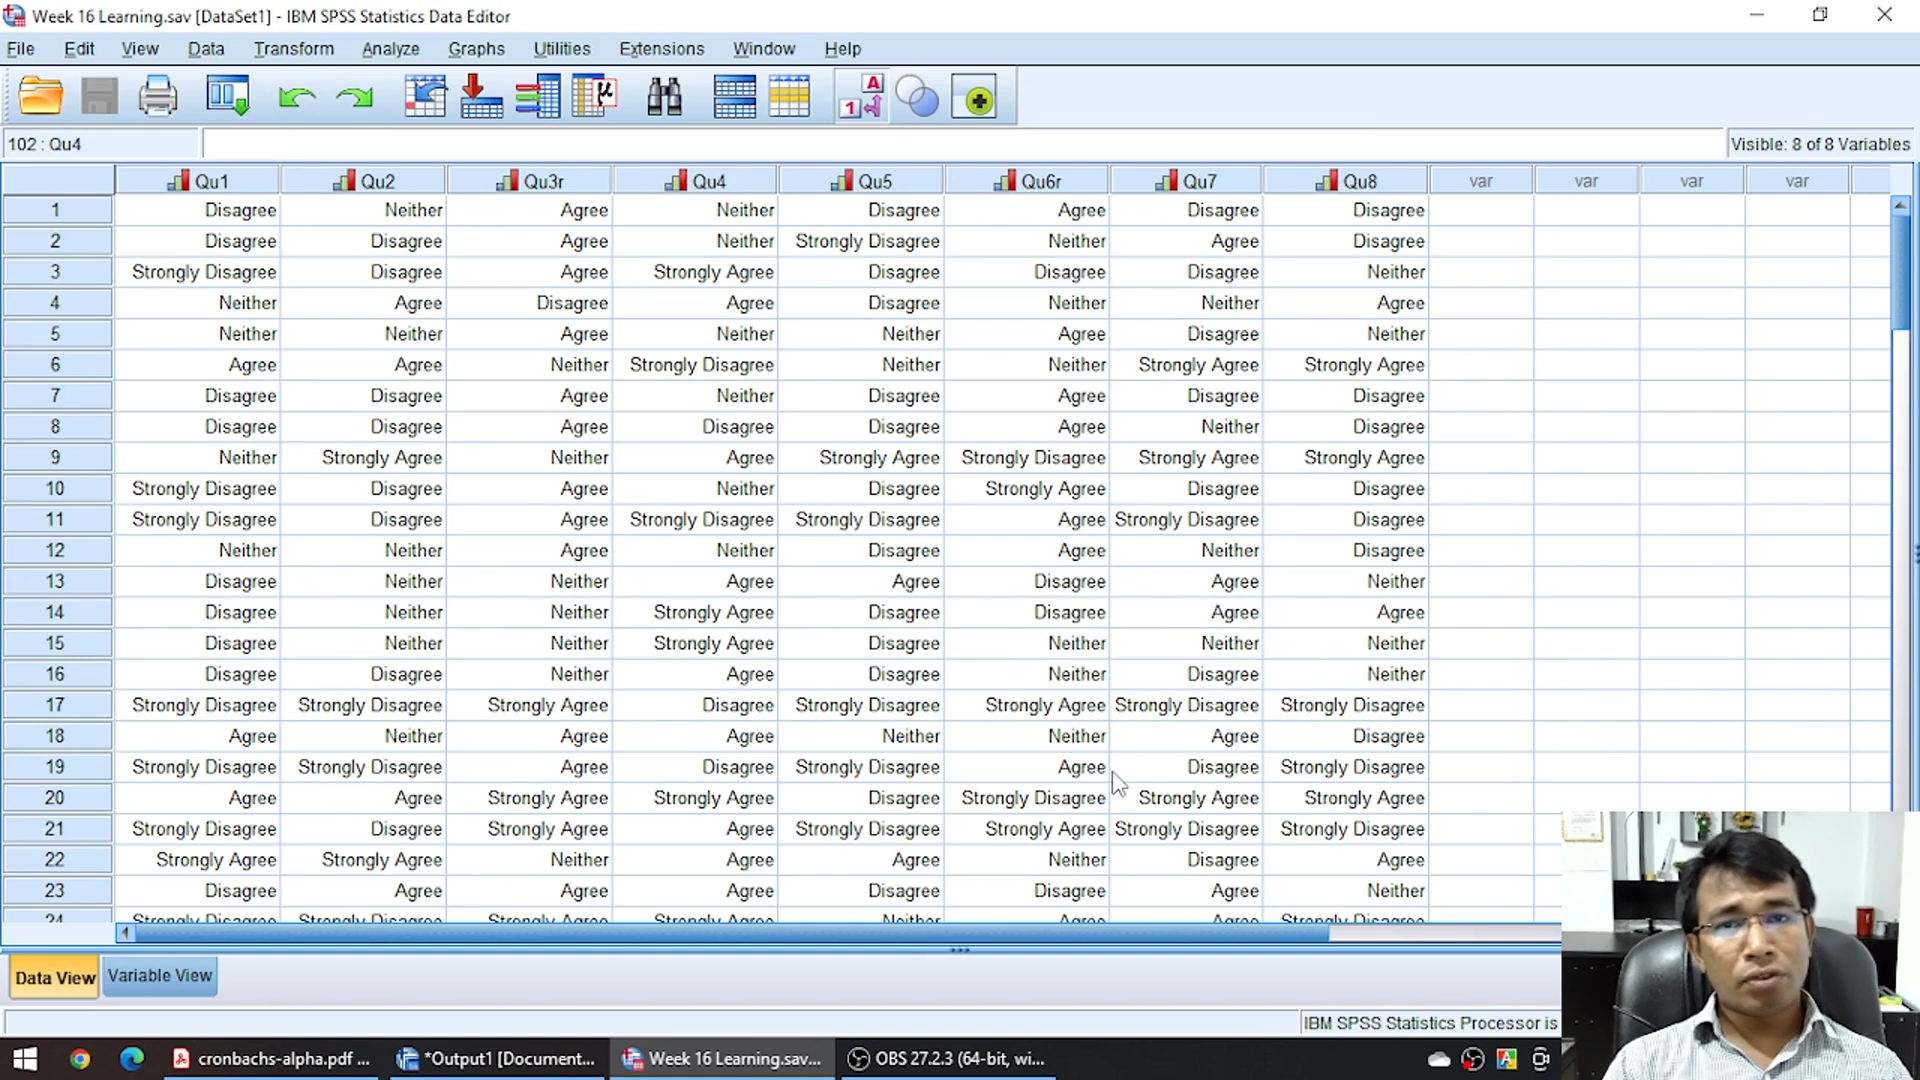 Week 16 Learning.sav [DataSet1] - IBM SPSS Statistics Data Editor
File Edit View Data Transform Analyze Graphs Utilities Extensions Window Help
102 : Qu4 Visible: 8 of 8 Variables
Qu1 Qu2 Qu3r Qu4 Qu5 Qu6r Qu7 Qu8 var var var var
1 Disagree Neither Agree Neither Disagree Agree Disagree Disagree
2 Disagree Disagree Agree Neither Strongly Disagree Neither Agree Disagree
3 Strongly Disagree Disagree Agree Strongly Agree Disagree Disagree Disagree Neither
4 Neither Agree Disagree Agree Disagree Neither Neither Agree
5 Neither Neither Agree Neither Neither Agree Disagree Neither
6 Agree Agree Neither Strongly Disagree Neither Neither Strongly Agree Strongly Agree
7 Disagree Disagree Agree Neither Disagree Agree Disagree Disagree
8 Disagree Disagree Agree Disagree Disagree Agree Neither Disagree
9 Neither Strongly Agree Neither Agree Strongly Agree Strongly Disagree Strongly Agree Strongly Agree
10 Strongly Disagree Disagree Agree Neither Disagree Strongly Agree Disagree Disagree
11 Strongly Disagree Disagree Agree Strongly Disagree Strongly Disagree Agree Strongly Disagree Disagree
12 Neither Neither Agree Neither Disagree Agree Neither Disagree
13 Disagree Neither Neither Agree Agree Disagree Agree Neither
14 Disagree Neither Neither Strongly Agree Disagree Disagree Agree Agree
15 Disagree Neither Neither Strongly Agree Disagree Neither Neither Neither
16 Disagree Disagree Neither Agree Disagree Neither Disagree Neither
17 Strongly Disagree Strongly Disagree Strongly Agree Disagree Strongly Disagree Strongly Agree Strongly Disagree Strongly Disagree
18 Agree Neither Agree Agree Neither Neither Agree Disagree
19 Strongly Disagree Strongly Disagree Agree Disagree Strongly Disagree Agree Disagree Strongly Disagree
20 Agree Agree Strongly Agree Strongly Agree Disagree Strongly Disagree Strongly Agree Strongly Agree
21 Strongly Disagree Disagree Strongly Agree Agree Strongly Disagree Strongly Agree Strongly Disagree Strongly Disagree
22 Strongly Agree Strongly Agree Neither Agree Agree Neither Disagree Agree
23 Disagree Agree Agree Agree Disagree Disagree Agree Neither
24 Strongly Disagree Strongly Disagree Strongly Agree Strongly Agree Neither Agree Agree Strongly Disagree
Data View Variable View
IBM SPSS Statistics Processor is
cronbachs-alpha.pdf ... *Output1 [Document... Week 16 Learning.sav... OBS 27.2.3 (64-bit, wi...